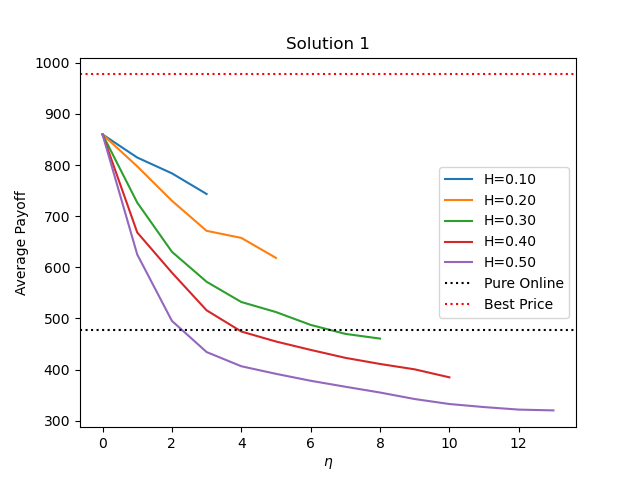 Solution 1
1000
900
800
700
600
500
400
300
Average Payoff
0
2
4
6
8
10
12
η
H=0.10
H=0.20
H=0.30
H=0.40
H=0.50
Pure Online
Best Price